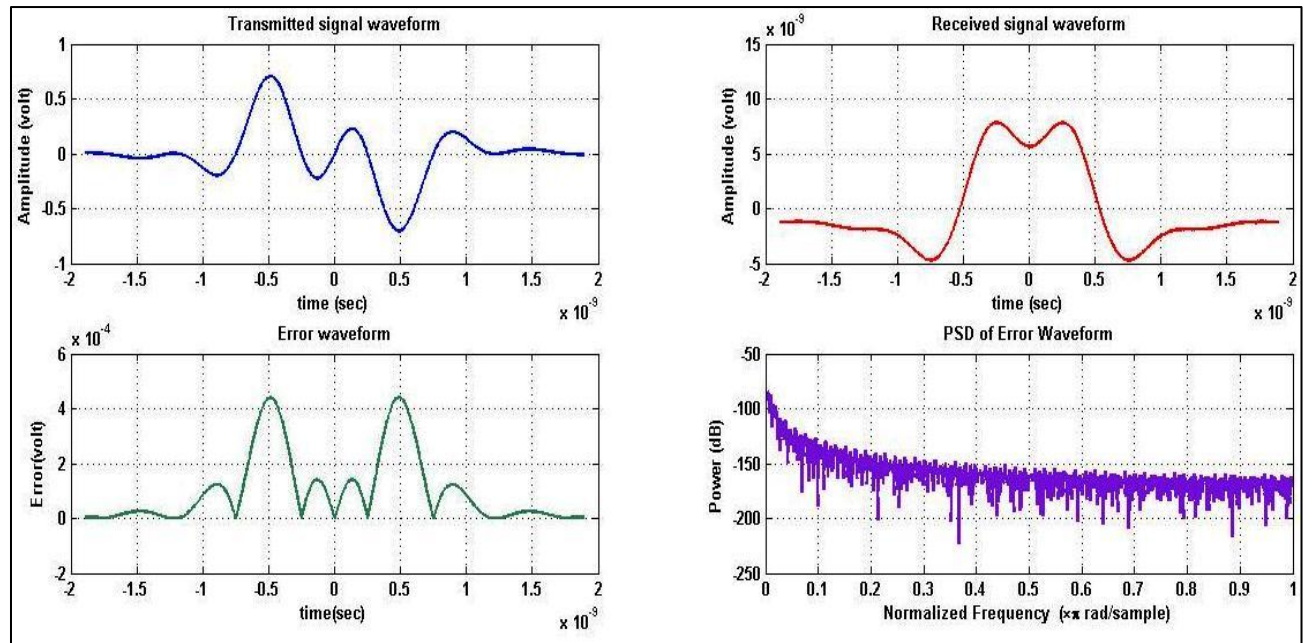 Transmitted signal waveform
1
0.5
0
-0.5
-1
Amplitude (volt)
-2 -1.5 -1 -0.5 0 0.5 1 1.5 2
time (sec)
x 10⁻⁹
x 10⁻⁹
Received signal waveform
15
10
5
0
-5
Amplitude (volt)
-2 -1.5 -1 -0.5 0 0.5 1 1.5 2
time (sec)
x 10⁻⁹
x 10⁻⁴
Error waveform
6
4
2
0
-2
Error(volt)
-2 -1.5 -1 -0.5 0 0.5 1 1.5 2
time(sec)
x 10⁻⁹
PSD of Error Waveform
-50
-100
-150
-200
-250
Power (dB)
0 0.1 0.2 0.3 0.4 0.5 0.6 0.7 0.8 0.9 1
Normalized Frequency (×π rad/sample)